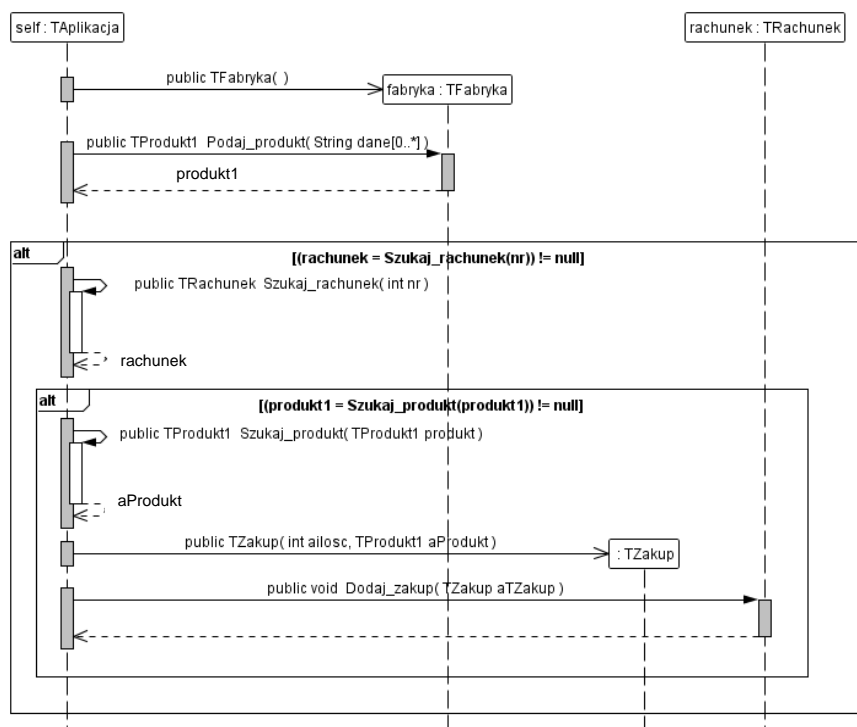 self : TAplikacja
rachunek : TRachunek
public TFabryka( )
fabryka : TFabryka
public TProdukt1 Podaj_produkt( String dane[0..*] )
produkt1
alt
[(rachunek = Szukaj_rachunek(nr)) != null]
public TRachunek Szukaj_rachunek( int nr )
rachunek
alt
[(produkt1 = Szukaj_produkt(produkt1)) != null]
public TProdukt1 Szukaj_produkt( TProdukt1 produkt )
aProdukt
public TZakup( int ailosc, TProdukt1 aProdukt )
: TZakup
public void Dodaj_zakup( TZakup aTZakup )